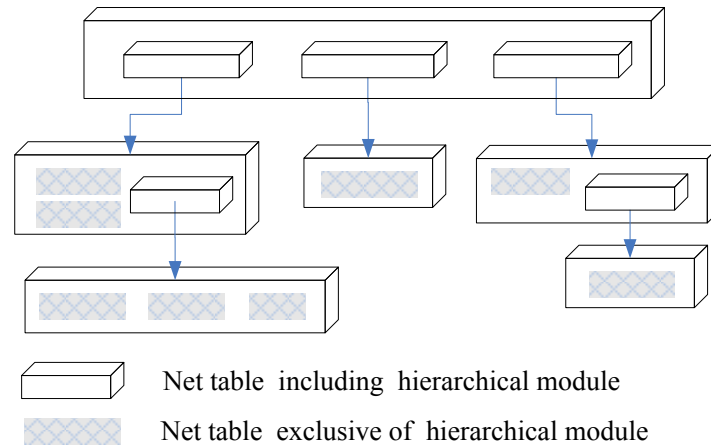 Net table including hierarchical module
Net table exclusive of hierarchical module